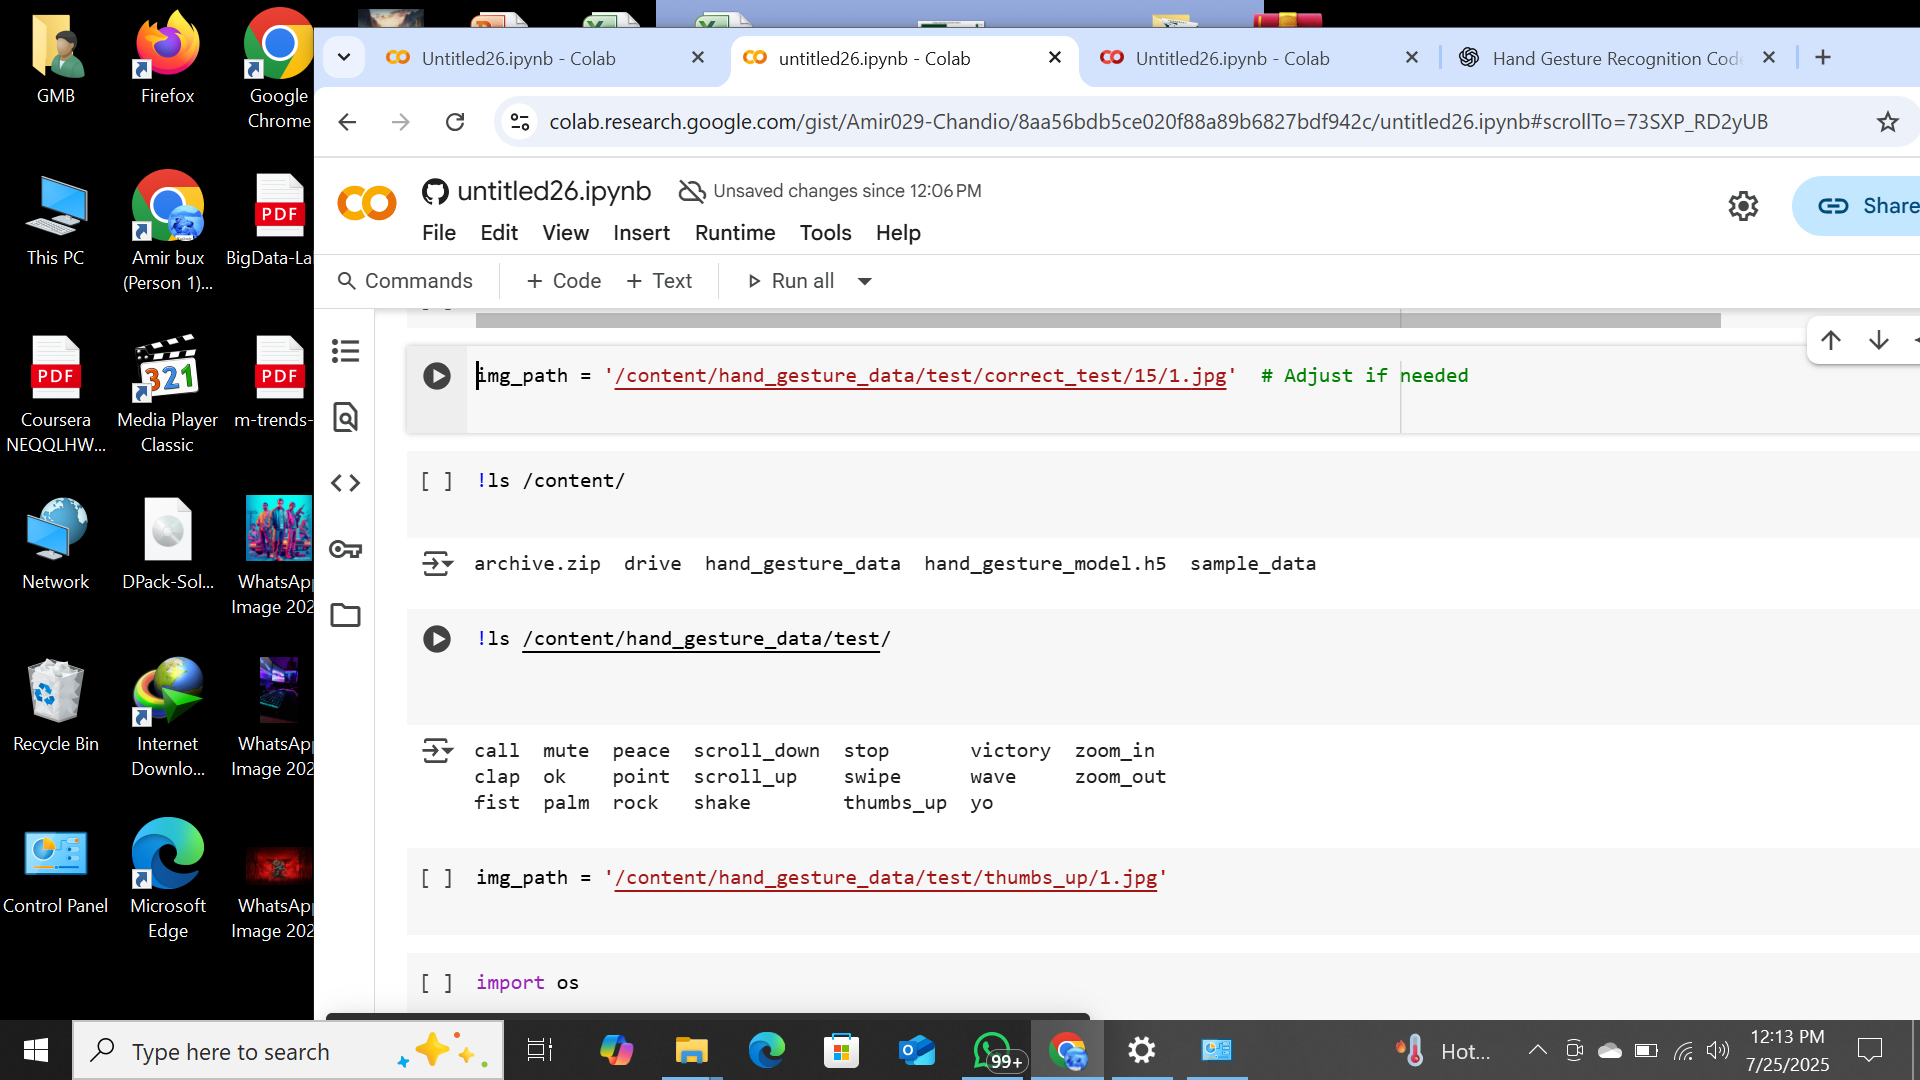 GMB
Firefox
Google Chrome
This PC
Amir bux (Person 1)...
PDF
BigData-La
PDF
Coursera NEQQLHW...
321
Media Player Classic
PDF
m-trends-
Network
DPack-Sol...
WhatsAp
Image 202
Recycle Bin
Internet Downlo...
WhatsAp
Image 202
Control Panel
Microsoft Edge
WhatsAp
Image 202
Untitled26.ipynb - Colab
untitled26.ipynb - Colab
Untitled26.ipynb - Colab
Hand Gesture Recognition Code
colab.research.google.com/gist/Amir029-Chandio/8aa56bdb5ce020f88a89b6827bdf942c/untitled26.ipynb#scrollTo=73SXP_RD2yUB
untitled26.ipynb Unsaved changes since 12:06 PM
File Edit View Insert Runtime Tools Help
Share
Commands + Code + Text Run all
img_path = '/content/hand_gesture_data/test/correct_test/15/1.jpg'  # Adjust if needed
[ ] !ls /content/
archive.zip  drive  hand_gesture_data  hand_gesture_model.h5  sample_data
!ls /content/hand_gesture_data/test/
call  mute  peace  scroll_down  stop  victory  zoom_in
clap  ok  point  scroll_up  swipe  wave  zoom_out
fist  palm  rock  shake  thumbs_up  yo
[ ] img_path = '/content/hand_gesture_data/test/thumbs_up/1.jpg'
[ ] import os
Type here to search
99+
Hot...
12:13 PM
7/25/2025